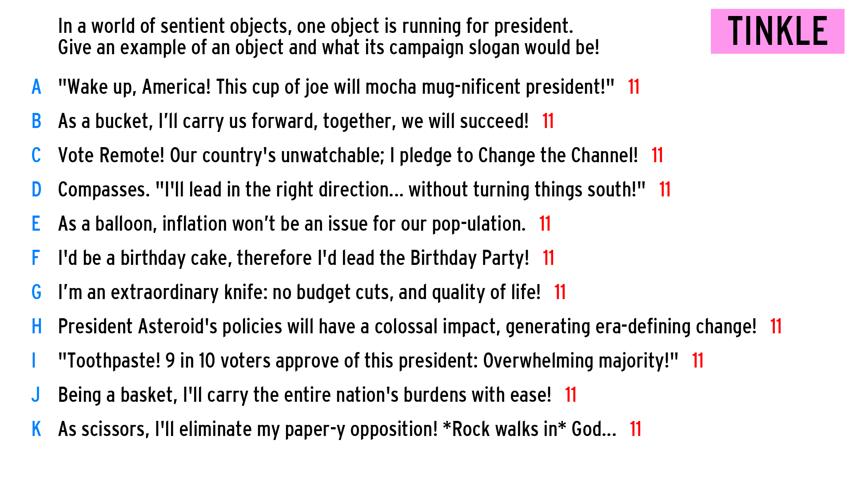 In a world of sentient objects, one object is running for president.
Give an example of an object and what its campaign slogan would be!
TINKLE
A "Wake up, America! This cup of joe will mocha mug-nificent president!" 11
B As a bucket, I'll carry us forward, together, we will succeed! 11
C Vote Remote! Our country's unwatchable; I pledge to Change the Channel! 11
D Compasses. "I'll lead in the right direction... without turning things south!" 11
E As a balloon, inflation won't be an issue for our pop-ulation. 11
F I'd be a birthday cake, therefore I'd lead the Birthday Party! 11
G I'm an extraordinary knife: no budget cuts, and quality of life! 11
H President Asteroid's policies will have a colossal impact, generating era-defining change! 11
I "Toothpaste! 9 in 10 voters approve of this president: Overwhelming majority!" 11
J Being a basket, I'll carry the entire nation's burdens with ease! 11
K As scissors, I'll eliminate my paper-y opposition! *Rock walks in* God... 11